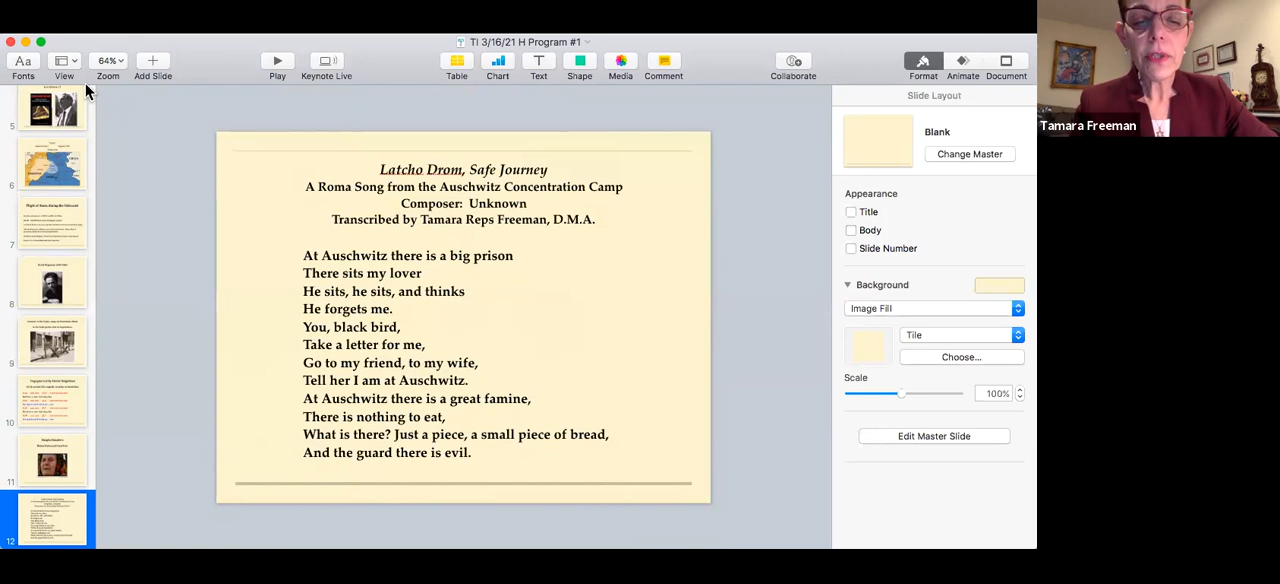 TI 3/16/21 H Program #1
Fonts
View
64%
Zoom
Add Slide
Play
Keynote Live
Table
Chart
Text
Shape
Media
Comment
Collaborate
Format
Animate
Document
5
6
7
8
9
10
11
12
Latcho Drom, Safe Journey
A Roma Song from the Auschwitz Concentration Camp
Composer: Unknown
Transcribed by Tamara Reps Freeman, D.M.A.
At Auschwitz there is a big prison
There sits my lover
He sits, he sits, and thinks
He forgets me.
You, black bird,
Take a letter for me,
Go to my friend, to my wife,
Tell her I am at Auschwitz.
At Auschwitz there is a great famine,
There is nothing to eat,
What is there? Just a piece, a small piece of bread,
And the guard there is evil.
Slide Layout
Blank
Change Master
Appearance
Title
Body
Slide Number
Background
Image Fill
Tile
Choose...
Scale
100%
Edit Master Slide
Tamara Freeman